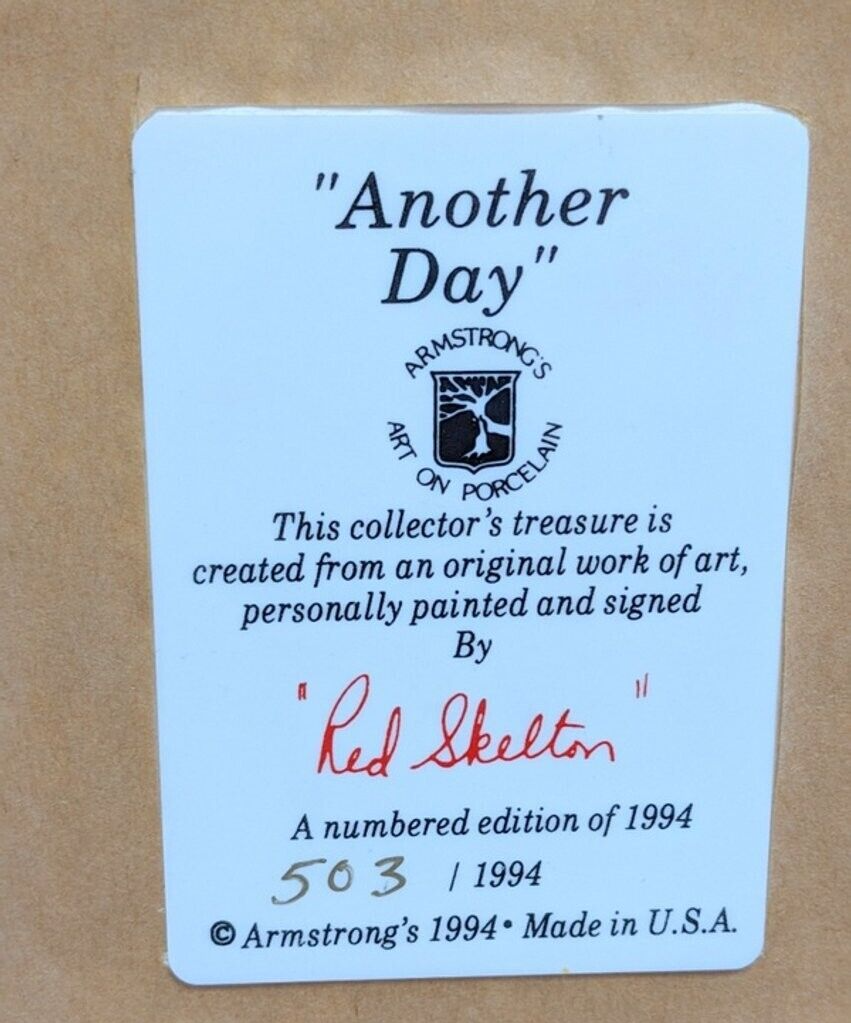 "Another
Day"
ARMSTRONG'S
ART ON PORCELAIN
This collector's treasure is
created from an original work of art,
personally painted and signed
By
"Red Skelton"
A numbered edition of 1994
503 / 1994
© Armstrong's 1994 • Made in U.S.A.